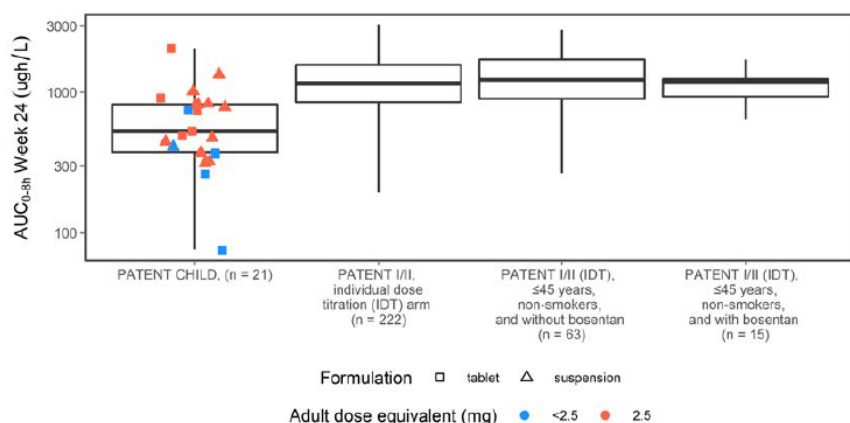 AUC0-8h Week 24 (ug·h/L)
3000
1000
300
100
PATENT CHILD, (n = 21)
PATENT I/II,
individual dose
titration (IDT) arm
(n = 222)
PATENT I/II (IDT),
≤45 years,
non-smokers,
and without bosentan
(n = 63)
PATENT I/II (IDT),
≤45 years,
non-smokers,
and with bosentan
(n = 15)
Formulation tablet suspension
Adult dose equivalent (mg) <2.5 2.5